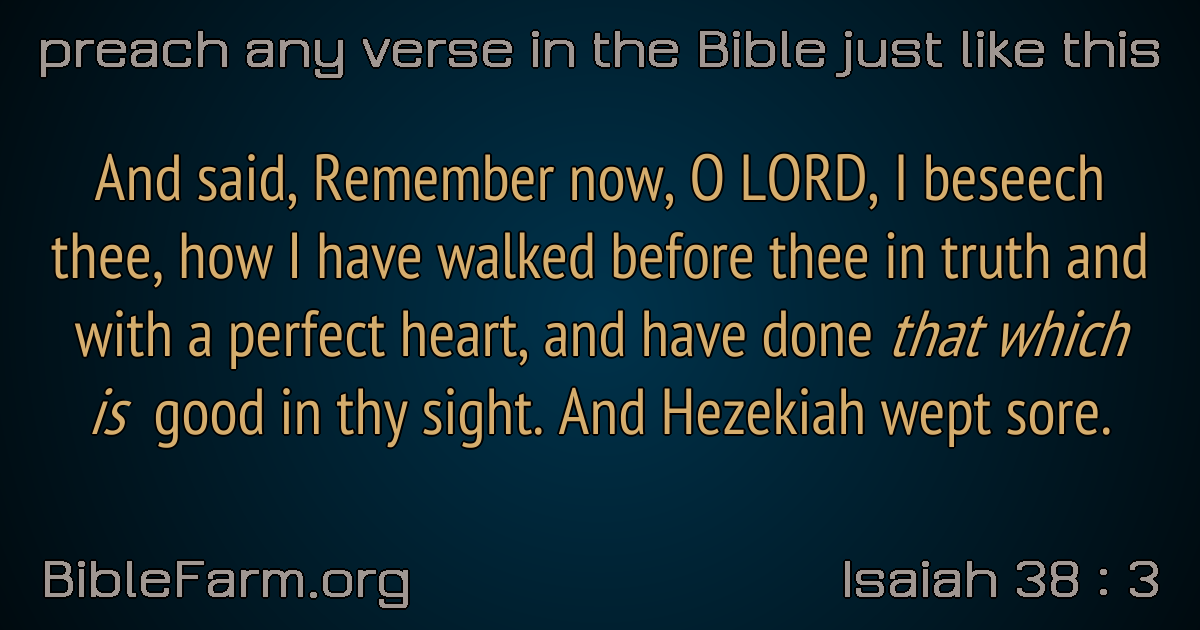 preach any verse in the Bible just like this
And said, Remember now, O LORD, I beseech
thee, how I have walked before thee in truth and
with a perfect heart, and have done that which
is good in thy sight. And Hezekiah wept sore.
BibleFarm.org
Isaiah 38 : 3